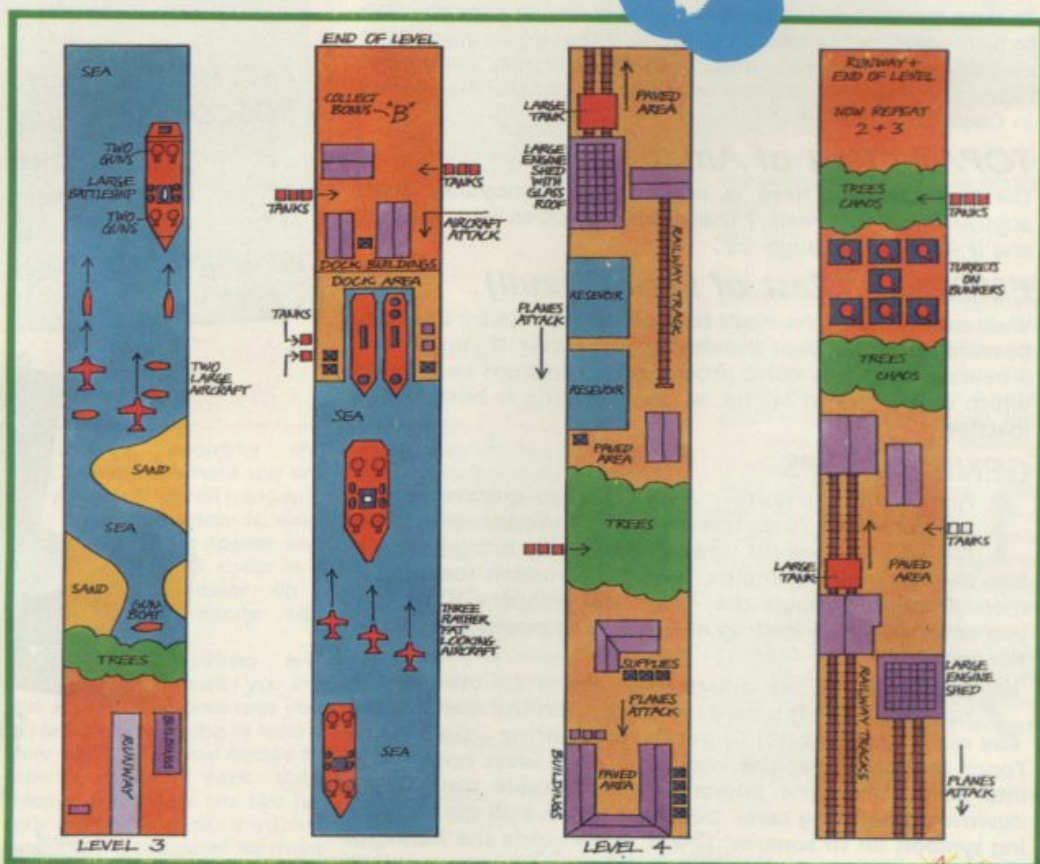 SEA
TWO
GUNS
LARGE
BATTLESHIP
TWO
GUNS
TWO
LARGE
AIRCRAFT
SAND
SEA
SAND
GUN
BOAT
TREES
RUNWAY
BUILDINGS
LEVEL 3
END OF LEVEL
COLLECT
BONUS "B"
TANKS
TANKS
AIRCRAFT
ATTACK
DOCK BUILDINGS
DOCK AREA
TANKS
SEA
THREE
RATHER
"FAT"
LOOKING
AIRCRAFT
SEA
LARGE
TANK
PAVED
AREA
LARGE
ENGINE
SHED
WITH
GLASS
ROOF
RAILWAY TRACK
RESEVOIR
PLANES
ATTACK
RESEVOIR
PAVED
AREA
TREES
SUPPLIES
PLANES
ATTACK
BUILDINGS
PAVED
AREA
LEVEL 4
RUNWAY +
END OF LEVEL
NOW REPEAT
2 + 3
TREES
CHAOS
TANKS
TURRETS
ON
BUNKERS
TREES
CHAOS
TANKS
LARGE
TANK
PAVED
AREA
RAILWAY TRACKS
LARGE
ENGINE
SHED
PLANES
ATTACK